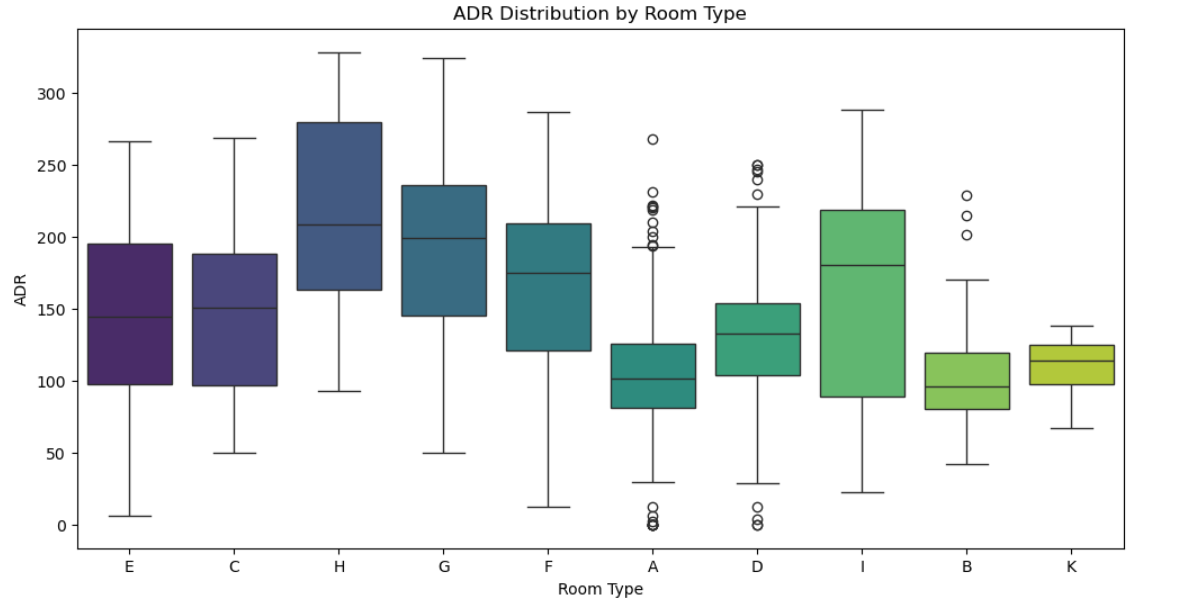 ADR Distribution by Room Type
ADR
300
250
200
150
100
50
0
E C H G F A D I B K
Room Type